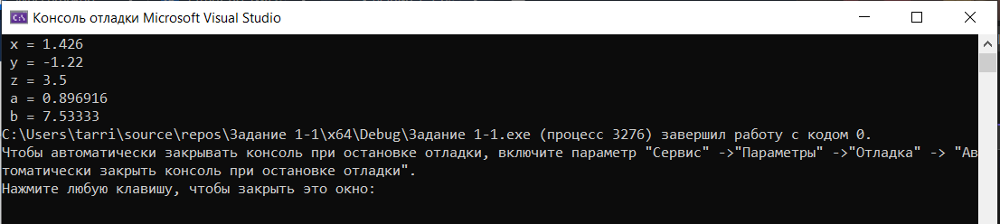 Консоль отладки Microsoft Visual Studio
x = 1.426
y = -1.22
z = 3.5
a = 0.896916
b = 7.53333
C:\Users\tarri\source\repos\Задание 1-1\x64\Debug\Задание 1-1.exe (процесс 3276) завершил работу с кодом 0.
Чтобы автоматически закрывать консоль при остановке отладки, включите параметр "Сервис" ->"Параметры" ->"Отладка" -> "Ав
томатически закрыть консоль при остановке отладки".
Нажмите любую клавишу, чтобы закрыть это окно: